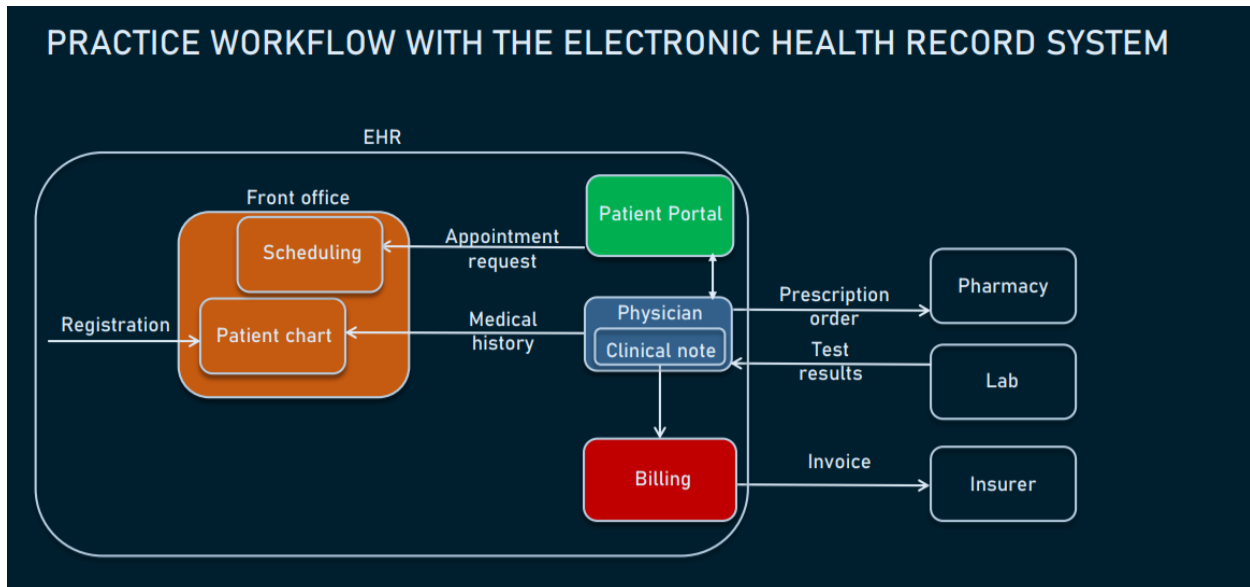 PRACTICE WORKFLOW WITH THE ELECTRONIC HEALTH RECORD SYSTEM
EHR
Front office
Scheduling
Appointment
request
Patient Portal
Registration
Patient chart
Medical
history
Physician
Clinical note
Prescription
order
Pharmacy
Test
results
Lab
Billing
Invoice
Insurer